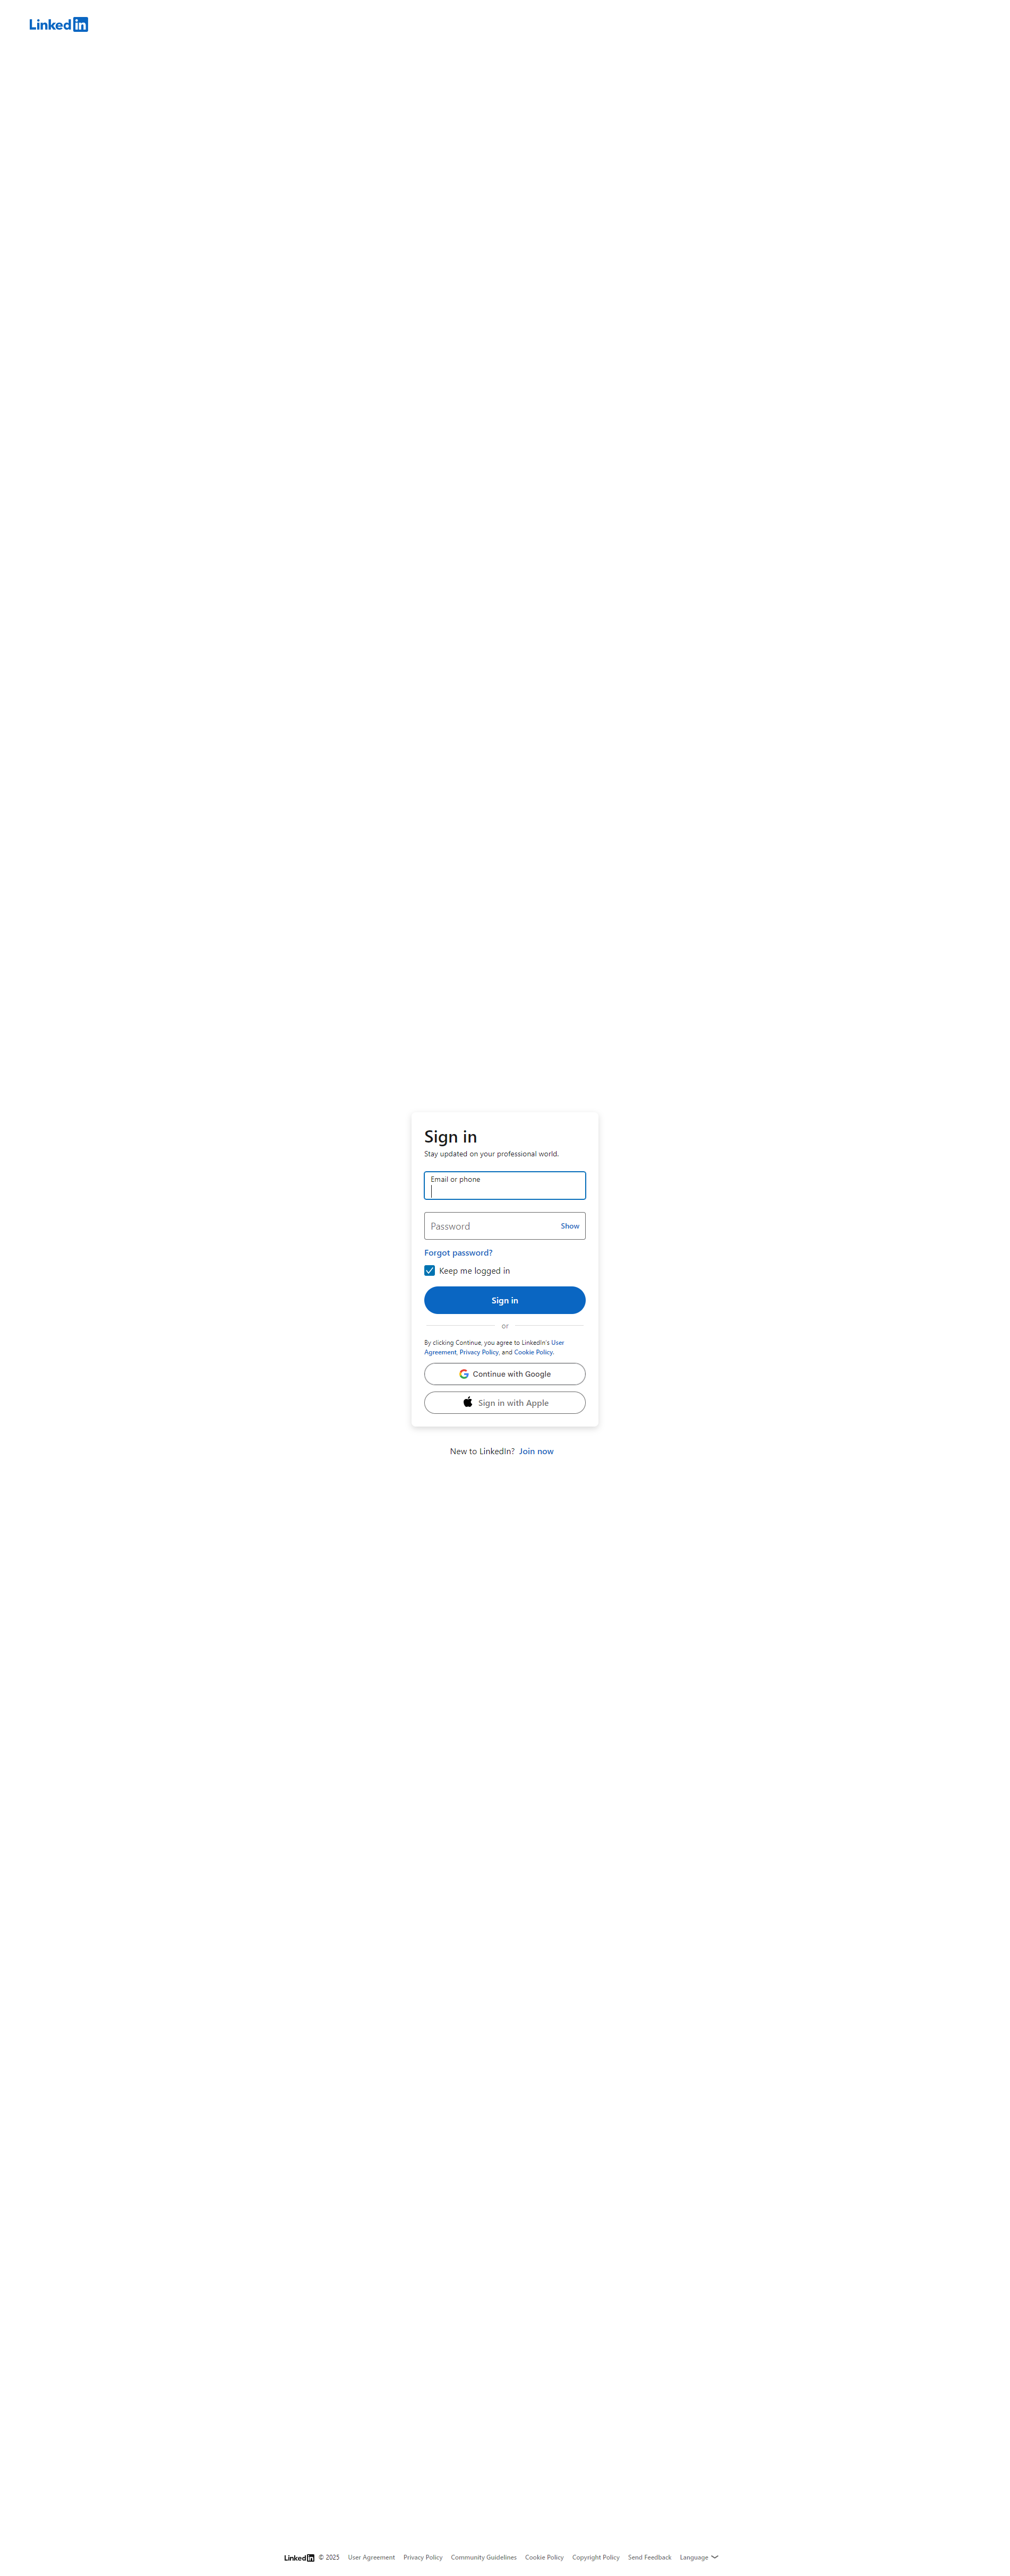 Linked in
Sign in
Stay updated on your professional world.
Email or phone
Password Show
Forgot password?
Keep me logged in
Sign in
or
By clicking Continue, you agree to LinkedIn's User
Agreement, Privacy Policy, and Cookie Policy.
Continue with Google
Sign in with Apple
New to LinkedIn? Join now
Linked in © 2025 User Agreement Privacy Policy Community Guidelines Cookie Policy Copyright Policy Send Feedback Language